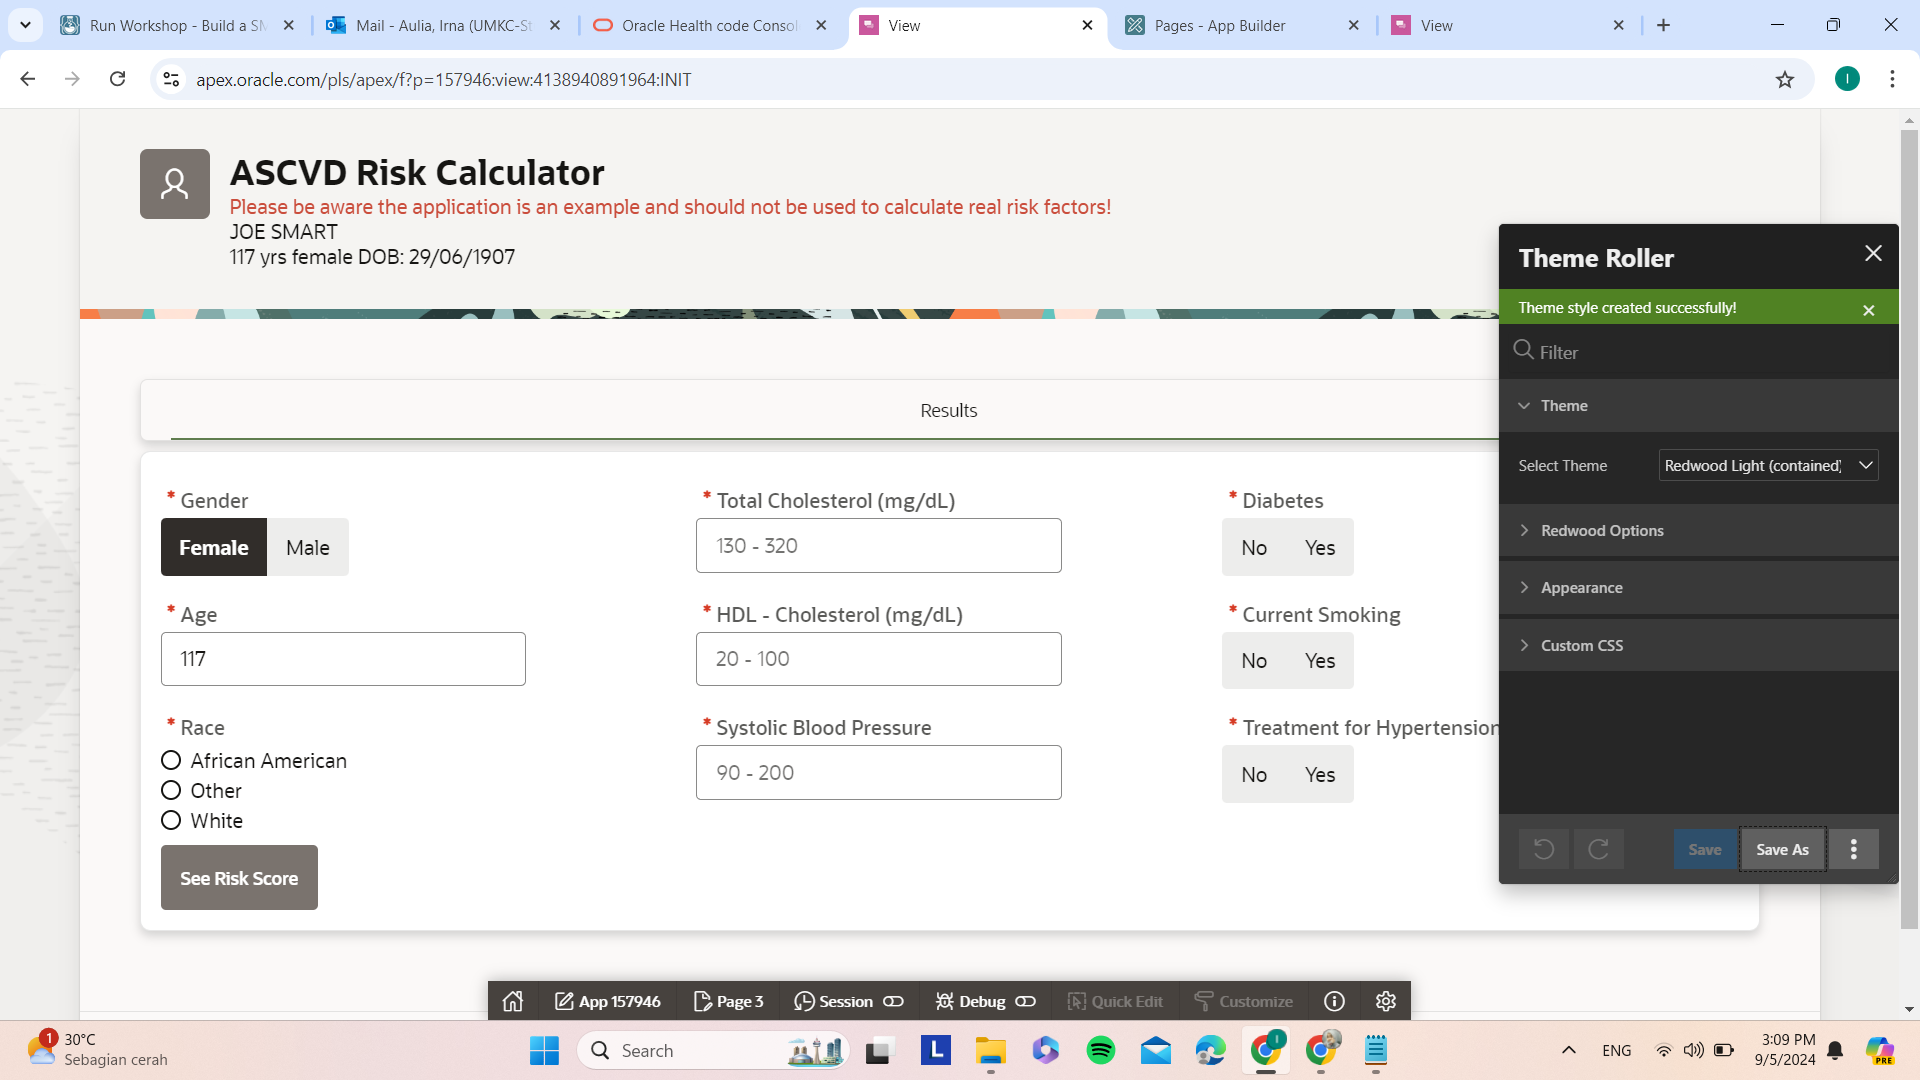 Run Workshop - Build a SM
Mail - Aulia, Irna (UMKC-St
Oracle Health code Consol
View
Pages - App Builder
View
apex.oracle.com/pls/apex/f?p=157946:view:4138940891964:INIT
I
ASCVD Risk Calculator
Please be aware the application is an example and should not be used to calculate real risk factors!
JOE SMART
117 yrs female DOB: 29/06/1907
Theme Roller
Theme style created successfully!
Filter
Theme
Select Theme
Redwood Light (contained)
Redwood Options
Appearance
Custom CSS
Save
Save As
Results
* Gender
Female
Male
* Total Cholesterol (mg/dL)
130 - 320
* Diabetes
No
Yes
* Age
117
* HDL - Cholesterol (mg/dL)
20 - 100
* Current Smoking
No
Yes
* Race
African American
Other
White
* Systolic Blood Pressure
90 - 200
* Treatment for Hypertension
No
Yes
See Risk Score
App 157946
Page 3
Session
Debug
Quick Edit
Customize
1
30°C
Sebagian cerah
Search
L
I
ENG
3:09 PM
9/5/2024
PRE